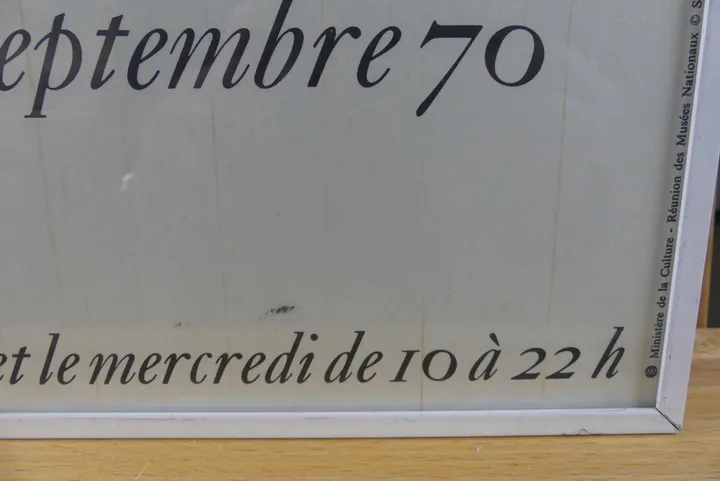 eptembre 70
et le mercredi de 10 à 22 h
© Ministère de la Culture - Réunion des Musées Nationaux © S